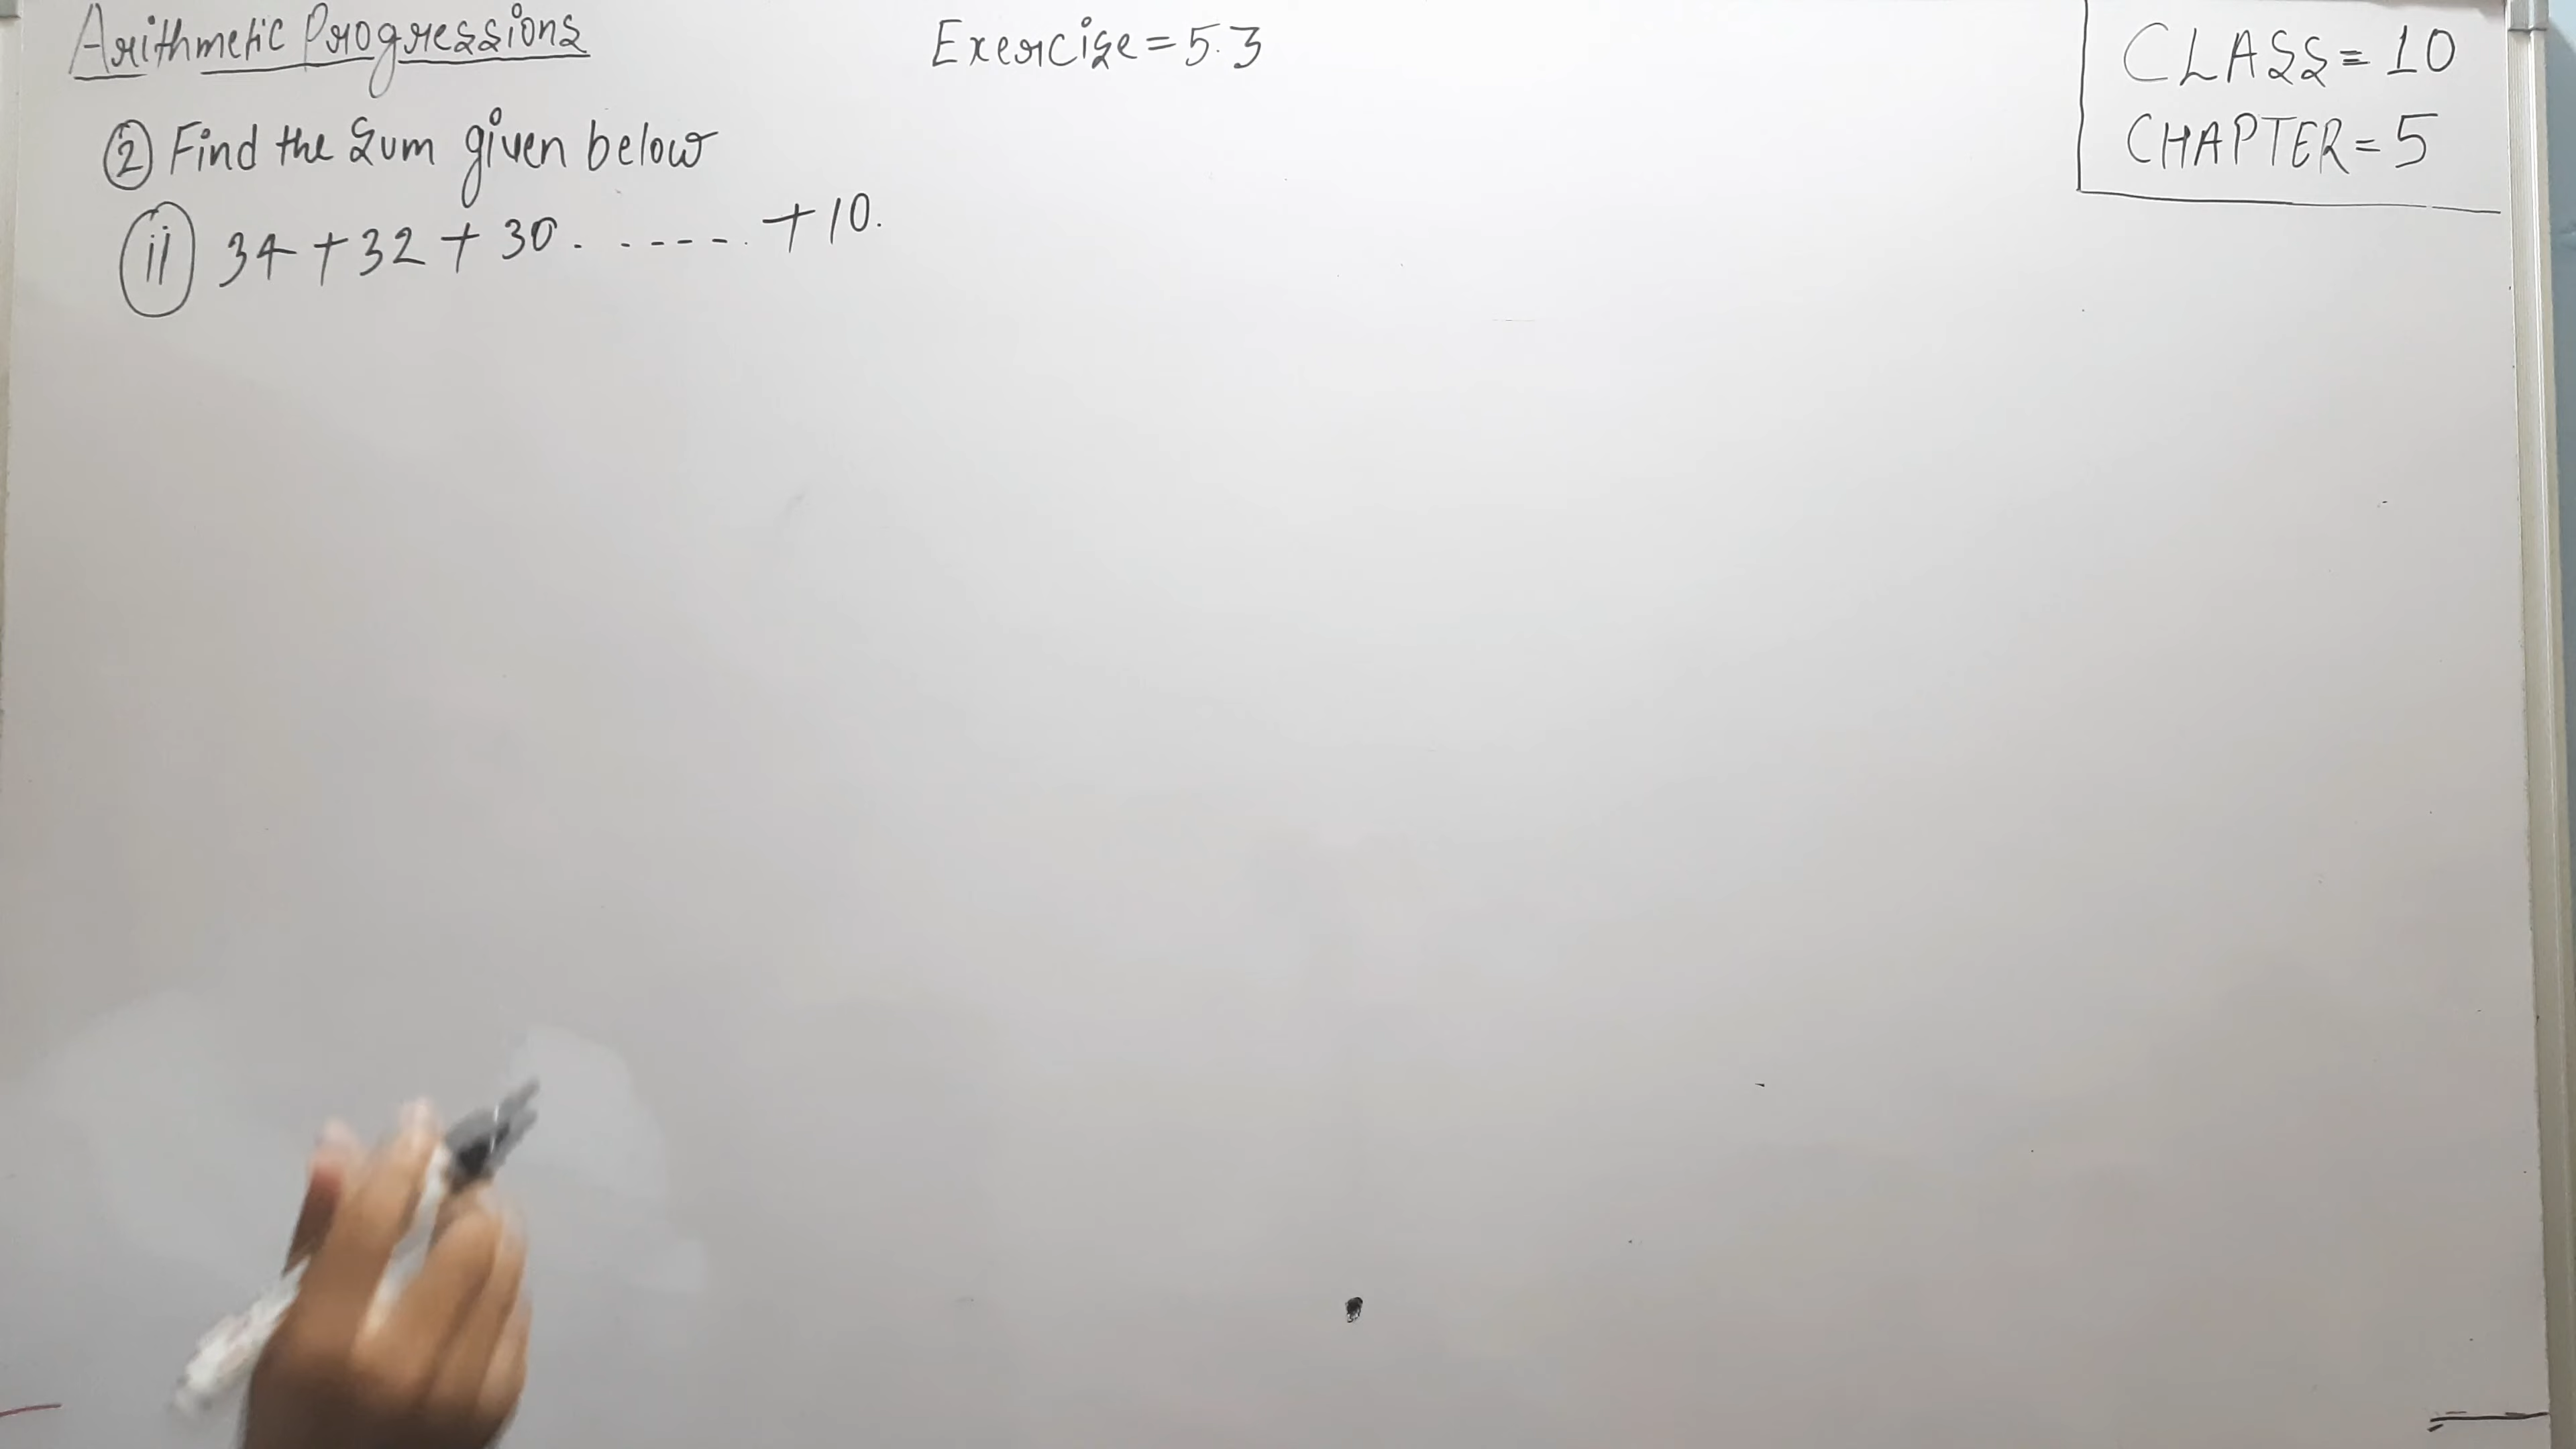 Arithmetic Progressions
Exercise = 5.3
CLASS = 10
CHAPTER = 5
② Find the Sum given below
ii 34 + 32 + 30 . . - - - - . + 10.